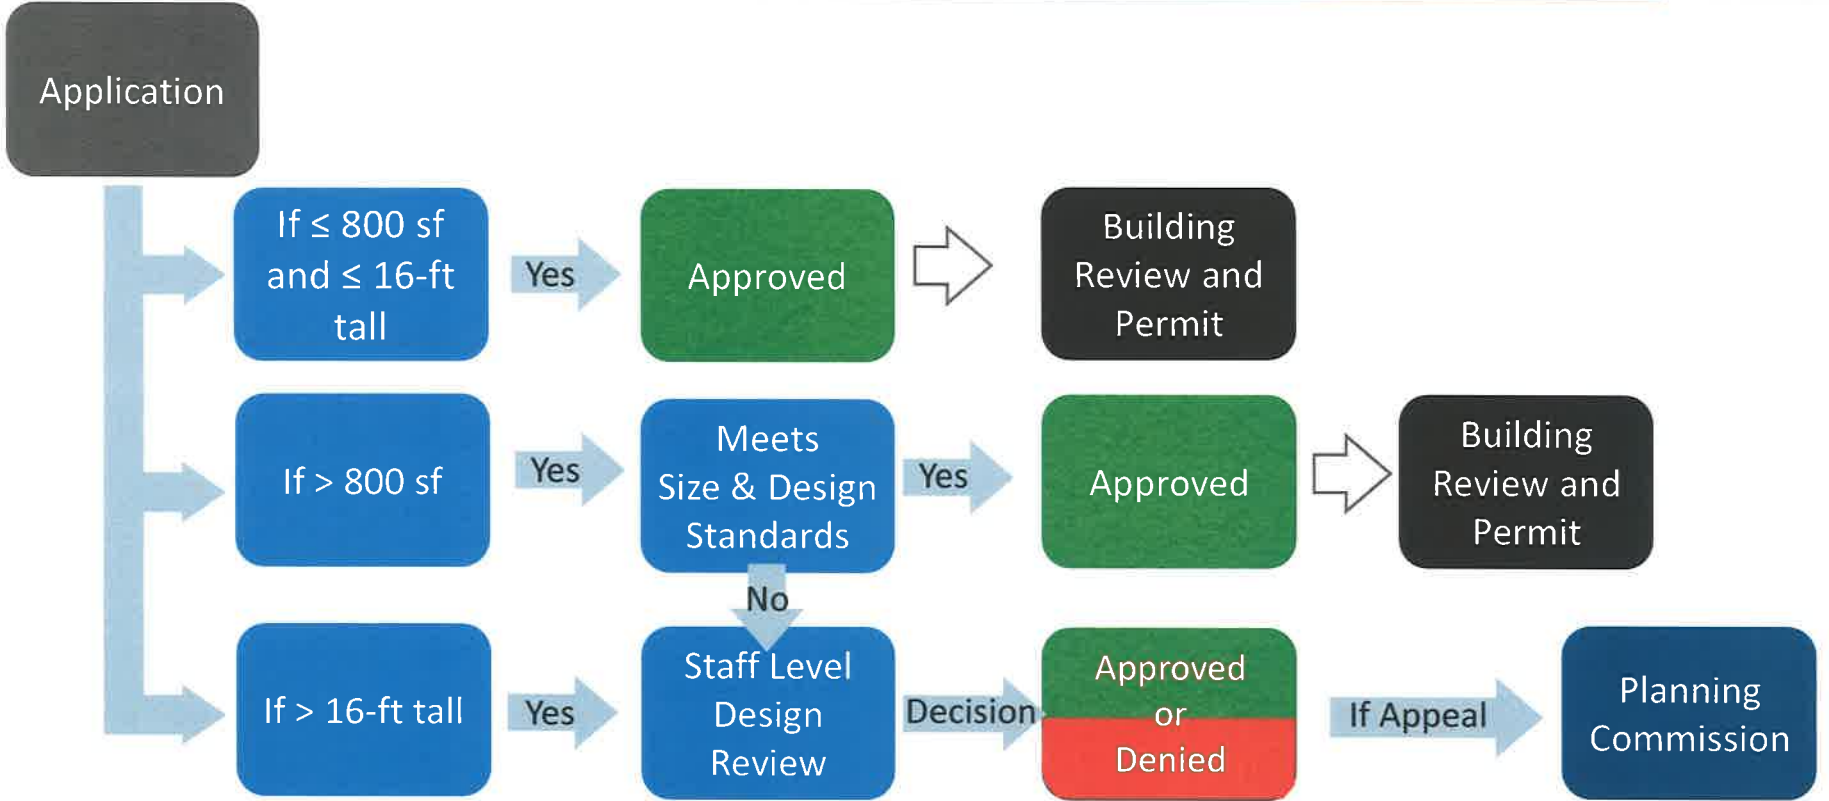 Application
If ≤ 800 sf
and ≤ 16-ft
tall
Yes
Approved
Building
Review and
Permit
If > 800 sf
Yes
Meets
Size & Design
Standards
Yes
Approved
Building
Review and
Permit
No
If > 16-ft tall
Yes
Staff Level
Design
Review
Decision
Approved
or
Denied
If Appeal
Planning
Commission